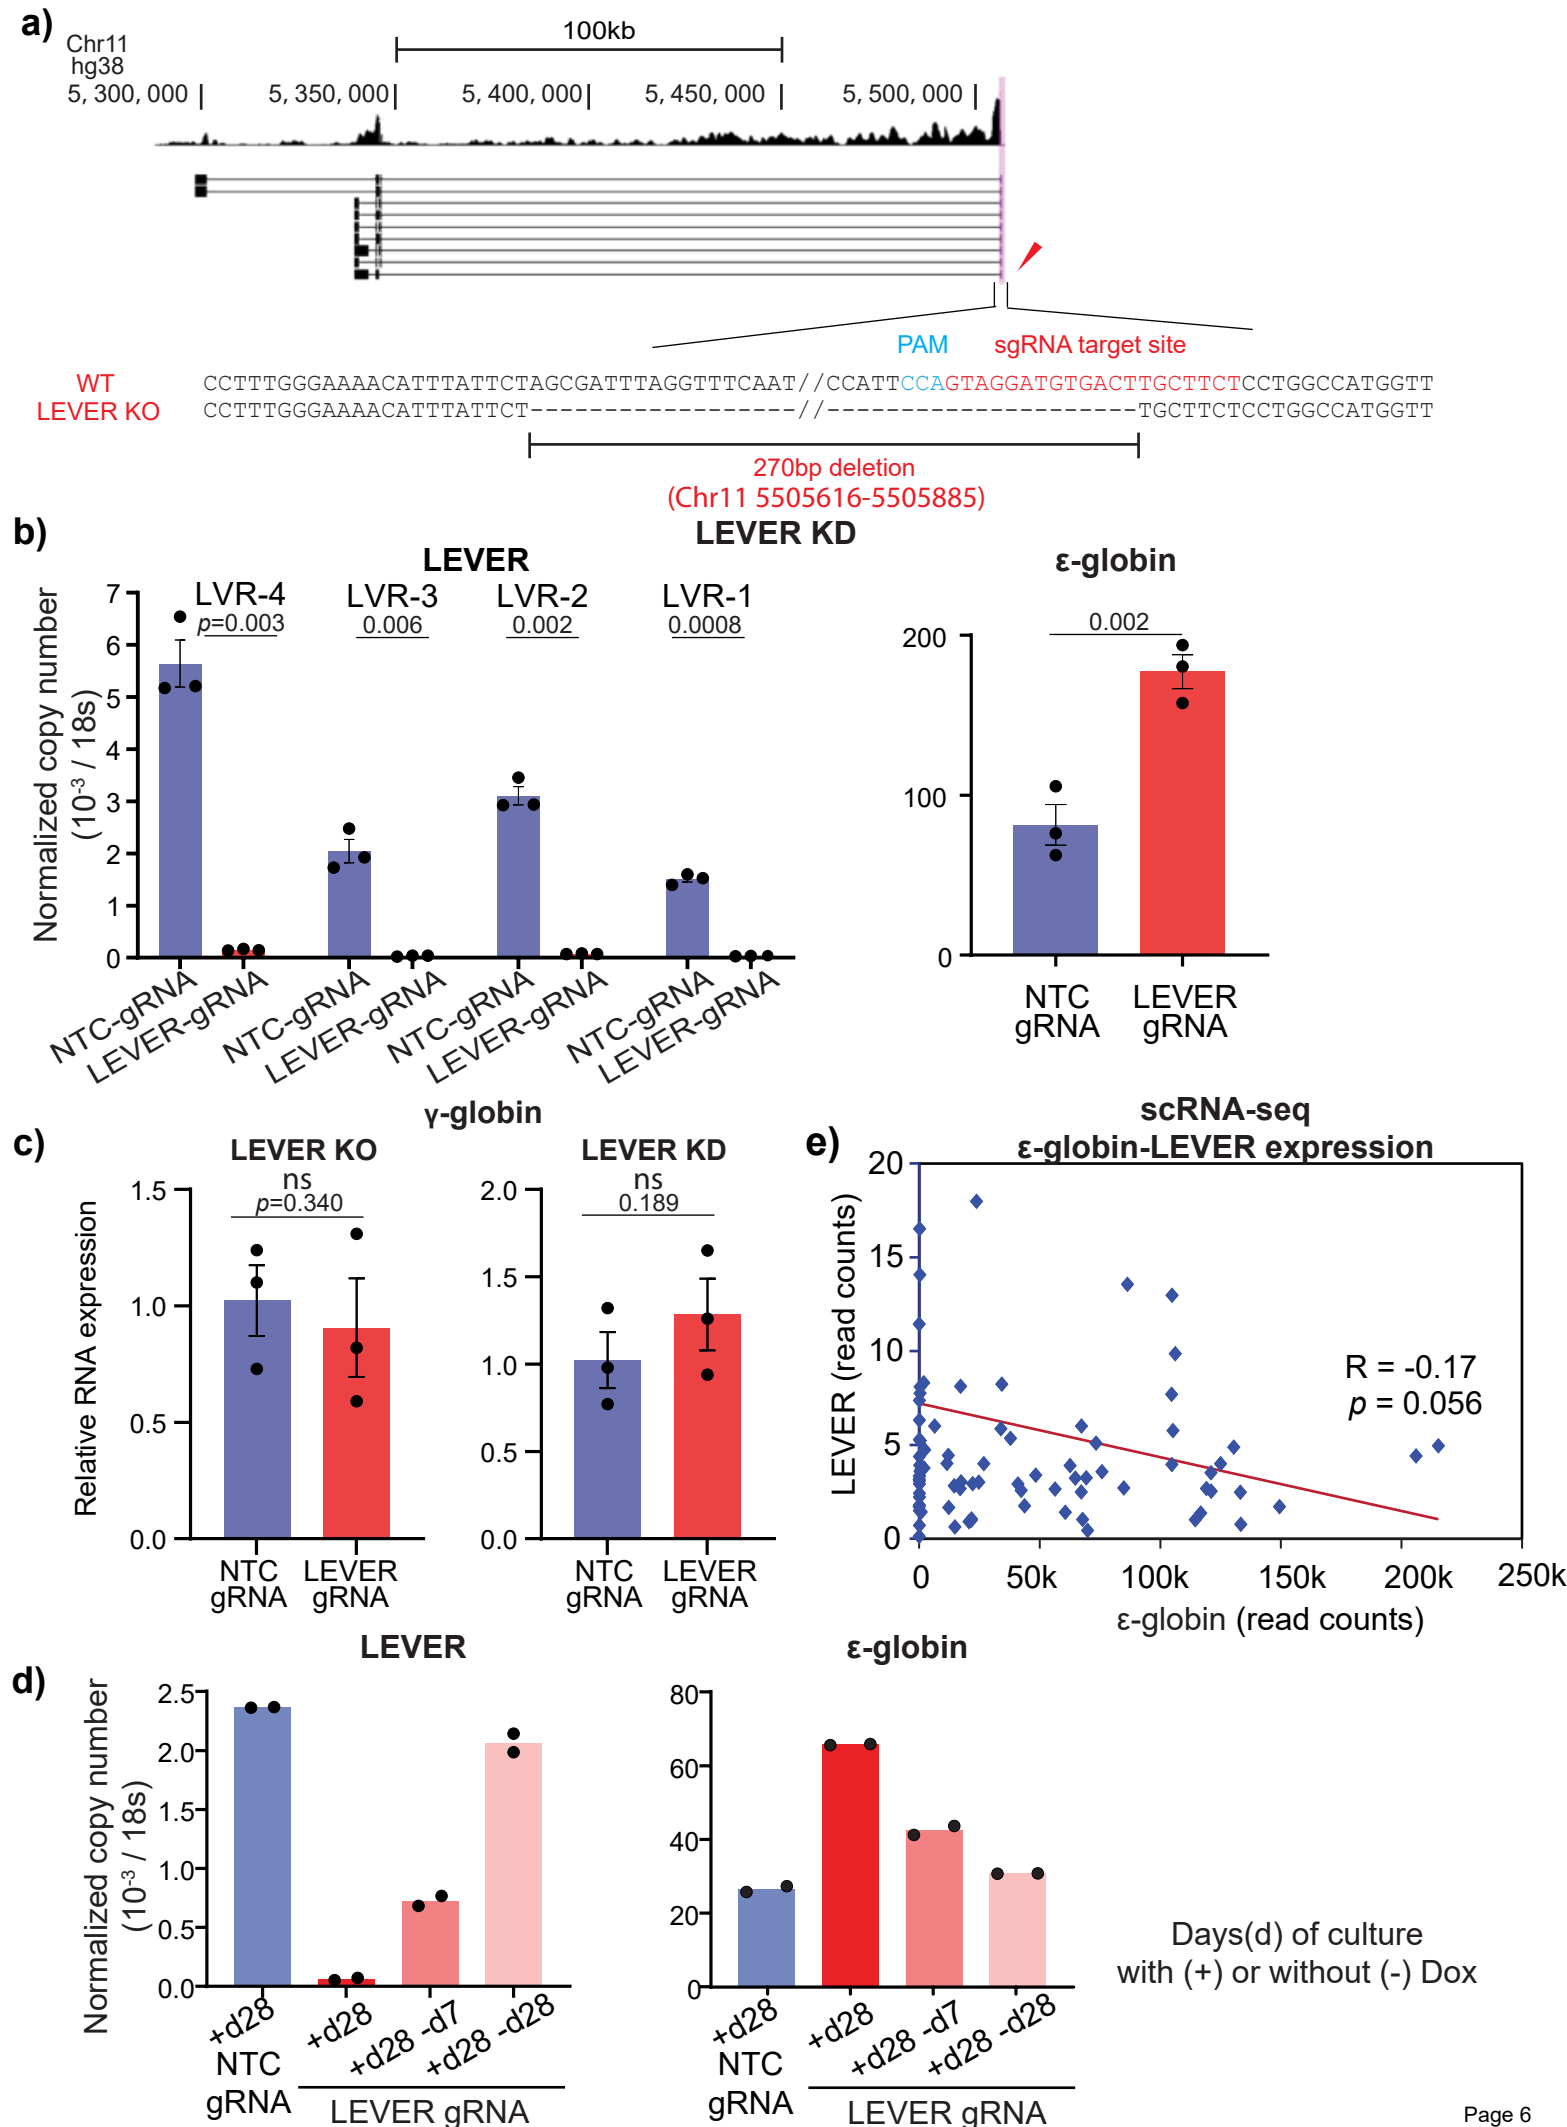 a)
Chr11
hg38
100kb
5, 300, 000
5, 350, 000
5, 400, 000
5, 450, 000
5, 500, 000
PAM
sgRNA target site
WT
CCTTTGGGAAAACATTTATTCTAGCGATTTAGGTTTCAAT//CCATTCCAGTAGGATGTGACTTGCTTCTCCTGGCCATGGTT
LEVER KO
CCTTTGGGAAAACATTTATTCT------------------//---------------------TGCTTCTCCTGGCCATGGTT
270bp deletion
(Chr11 5505616-5505885)
b)
LEVER KD
LEVER
ε-globin
Normalized copy number
(10-3 / 18s)
7
6
5
4
3
2
1
0
LVR-4
p=0.003
LVR-3
0.006
LVR-2
0.002
LVR-1
0.0008
NTC-gRNA
LEVER-gRNA
NTC-gRNA
LEVER-gRNA
NTC-gRNA
LEVER-gRNA
NTC-gRNA
LEVER-gRNA
200
100
0
0.002
NTC
gRNA
LEVER
gRNA
c)
γ-globin
LEVER KO
ns
p=0.340
Relative RNA expression
1.5
1.0
0.5
0.0
NTC
gRNA
LEVER
gRNA
LEVER KD
ns
0.189
2.0
1.5
1.0
0.5
0.0
NTC
gRNA
LEVER
gRNA
e)
scRNA-seq
ε-globin-LEVER expression
LEVER (read counts)
20
15
10
5
0
R = -0.17
p = 0.056
0
50k
100k
150k
200k
250k
ε-globin (read counts)
d)
LEVER
Normalized copy number
(10-3 / 18s)
2.5
2.0
1.5
1.0
0.5
0.0
+d28
+d28
+d28 -d7
+d28 -d28
NTC
gRNA
LEVER gRNA
ε-globin
80
60
40
20
0
+d28
+d28
+d28 -d7
+d28 -d28
NTC
gRNA
LEVER gRNA
Days(d) of culture
with (+) or without (-) Dox
Page 6